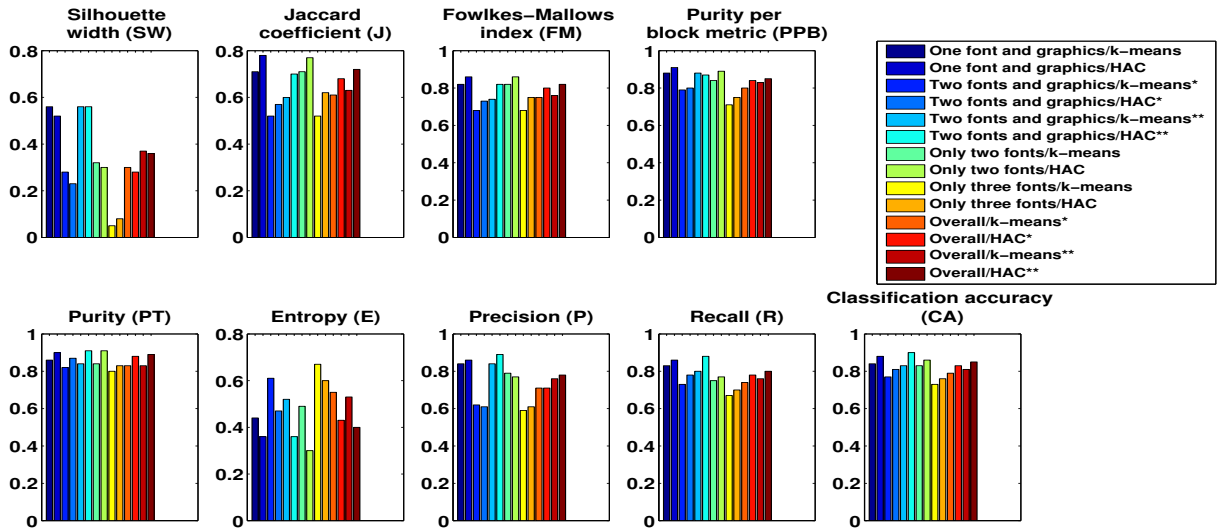 Silhouette
width (SW)
0.8
0.6
0.4
0.2
0
Jaccard
coefficient (J)
0.8
0.6
0.4
0.2
0
Fowlkes−Mallows
index (FM)
1
0.8
0.6
0.4
0.2
0
Purity per
block metric (PPB)
1
0.8
0.6
0.4
0.2
0
One font and graphics/k−means
One font and graphics/HAC
Two fonts and graphics/k−means*
Two fonts and graphics/HAC*
Two fonts and graphics/k−means**
Two fonts and graphics/HAC**
Only two fonts/k−means
Only two fonts/HAC
Only three fonts/k−means
Only three fonts/HAC
Overall/k−means*
Overall/HAC*
Overall/k−means**
Overall/HAC**
Purity (PT)
1
0.8
0.6
0.4
0.2
0
Entropy (E)
0.8
0.6
0.4
0.2
0
Precision (P)
1
0.8
0.6
0.4
0.2
0
Recall (R)
1
0.8
0.6
0.4
0.2
0
Classification accuracy
(CA)
1
0.8
0.6
0.4
0.2
0